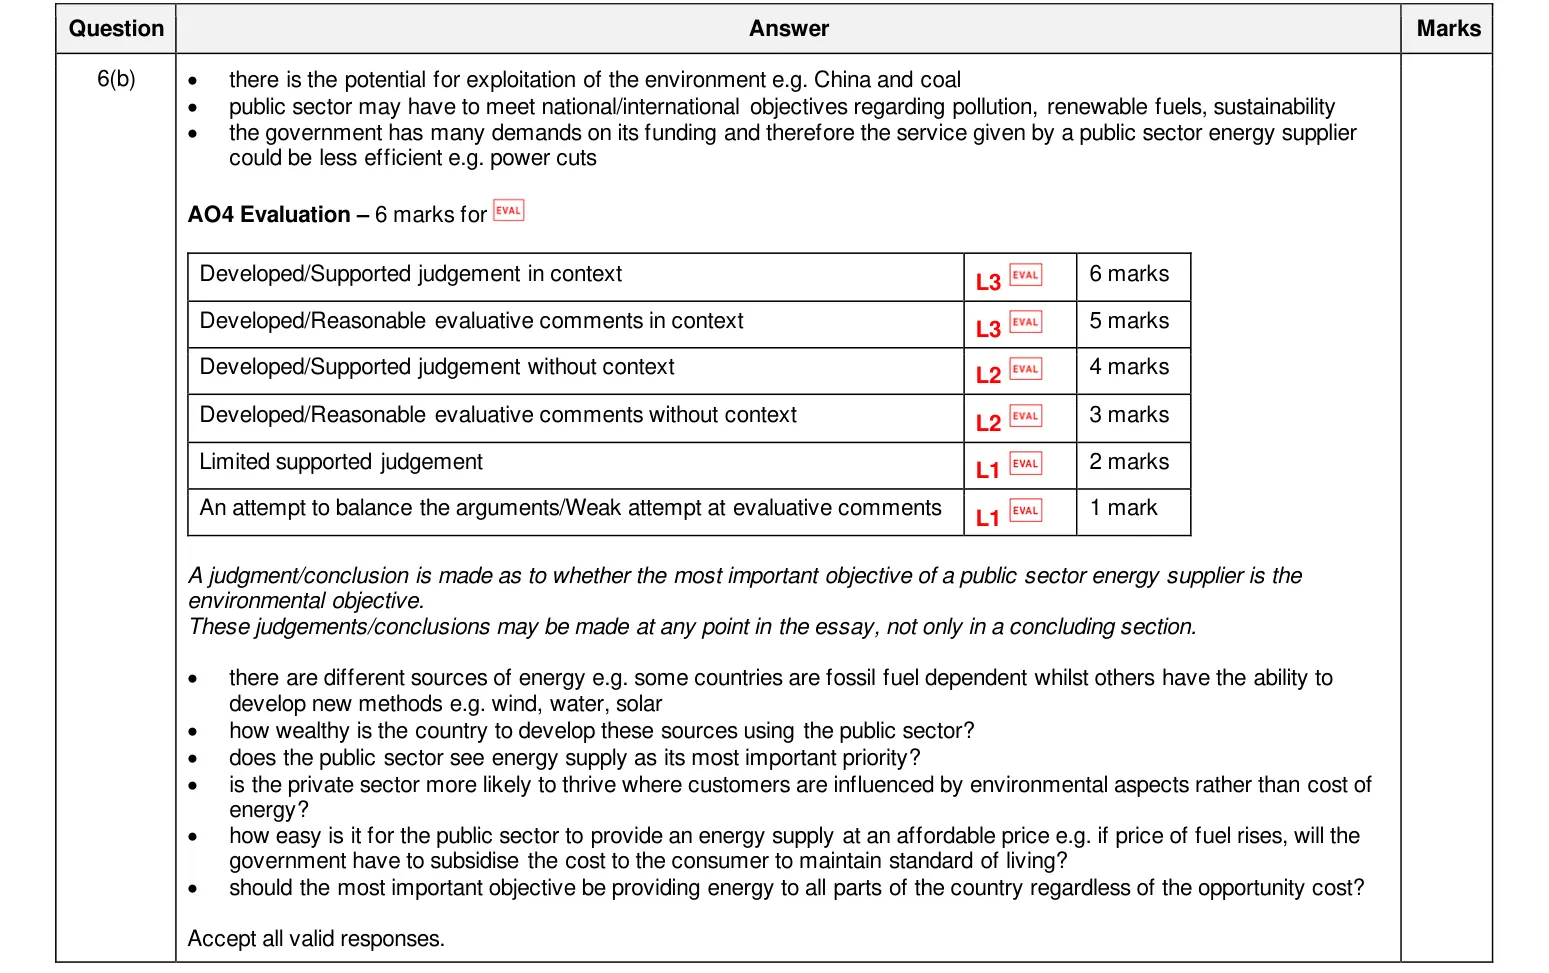 Question Answer Marks
6(b)
• there is the potential for exploitation of the environment e.g. China and coal
• public sector may have to meet national/international objectives regarding pollution, renewable fuels, sustainability
• the government has many demands on its funding and therefore the service given by a public sector energy supplier
could be less efficient e.g. power cuts
AO4 Evaluation – 6 marks for EVAL
Developed/Supported judgement in context L3 EVAL 6 marks
Developed/Reasonable evaluative comments in context L3 EVAL 5 marks
Developed/Supported judgement without context L2 EVAL 4 marks
Developed/Reasonable evaluative comments without context L2 EVAL 3 marks
Limited supported judgement L1 EVAL 2 marks
An attempt to balance the arguments/Weak attempt at evaluative comments L1 EVAL 1 mark
A judgment/conclusion is made as to whether the most important objective of a public sector energy supplier is the
environmental objective.
These judgements/conclusions may be made at any point in the essay, not only in a concluding section.
• there are different sources of energy e.g. some countries are fossil fuel dependent whilst others have the ability to
develop new methods e.g. wind, water, solar
• how wealthy is the country to develop these sources using the public sector?
• does the public sector see energy supply as its most important priority?
• is the private sector more likely to thrive where customers are influenced by environmental aspects rather than cost of
energy?
• how easy is it for the public sector to provide an energy supply at an affordable price e.g. if price of fuel rises, will the
government have to subsidise the cost to the consumer to maintain standard of living?
• should the most important objective be providing energy to all parts of the country regardless of the opportunity cost?
Accept all valid responses.